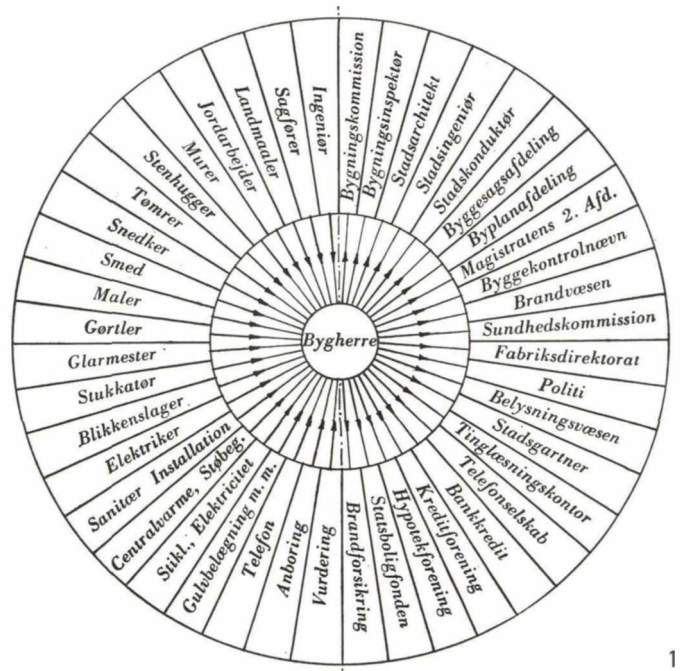 Bygningskommission
Bygningsinspektør
Stadsarchitekt
Stadsingeniør
Stadskonduktør
Byggesagsafdeling
Byplanafdeling
Magistratens 2. Afd.
Byggekontrolnævn
Brandvæsen
Sundhedskommission
Fabriksdirektorat
Politi
Belysningsvæsen
Stadsgartner
Tinglæsningskontor
Telefonselskab
Bankkredit
Kreditforening
Hypotekforening
Statsboligfonden
Brandforsikring
Vurdering
Anboring
Telefon
Gulvbelægning m. m.
Stikl., Elektricitet
Centralvarme, Støbeg.
Sanitær Installation
Elektriker
Blikkenslager
Stukkatør
Glarmester
Gørtler
Maler
Smed
Snedker
Tømrer
Stenhugger
Murer
Jordarbejder
Landmaaler
Sagfører
Ingeniør
Bygherre
1